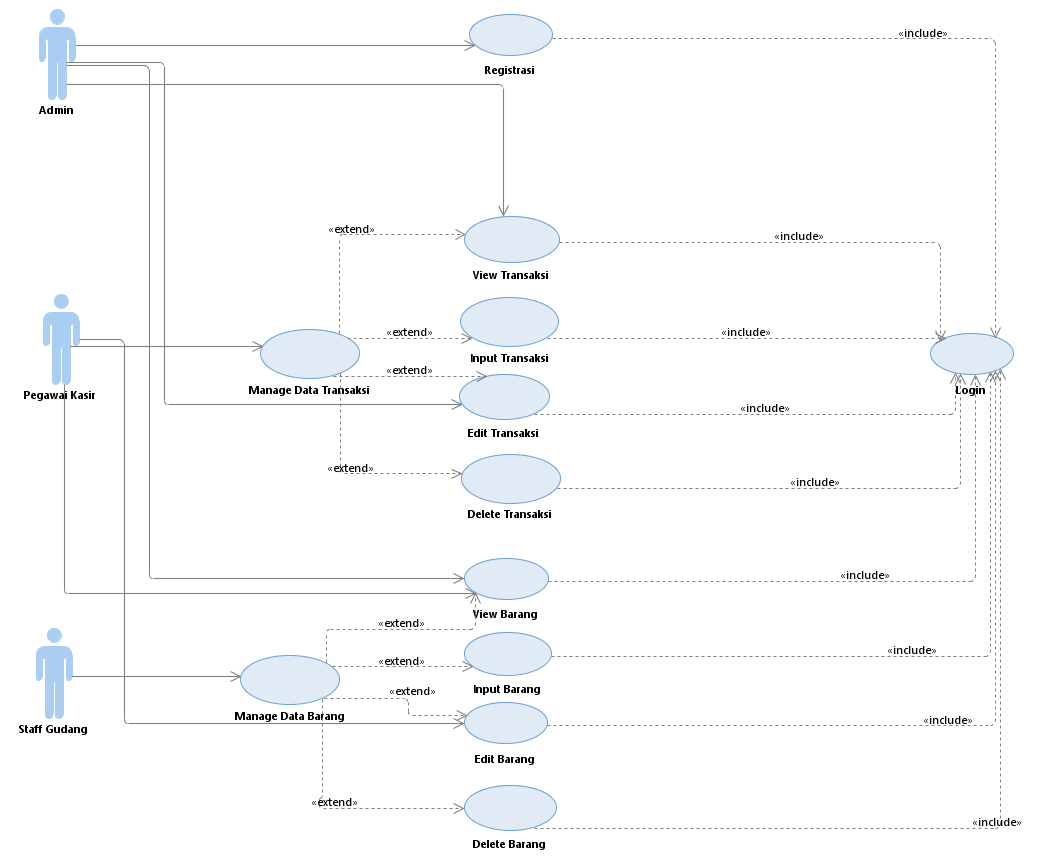 «include»
Registrasi
Admin
«extend»
«include»
View Transaksi
«extend»
«include»
Input Transaksi
«extend»
Manage Data Transaksi
Login
Pegawai Kasir
«include»
Edit Transaksi
«extend»
«include»
Delete Transaksi
«include»
View Barang
«extend»
«include»
«extend»
Input Barang
«extend»
Manage Data Barang
«include»
Staff Gudang
Edit Barang
«extend»
«include»
Delete Barang